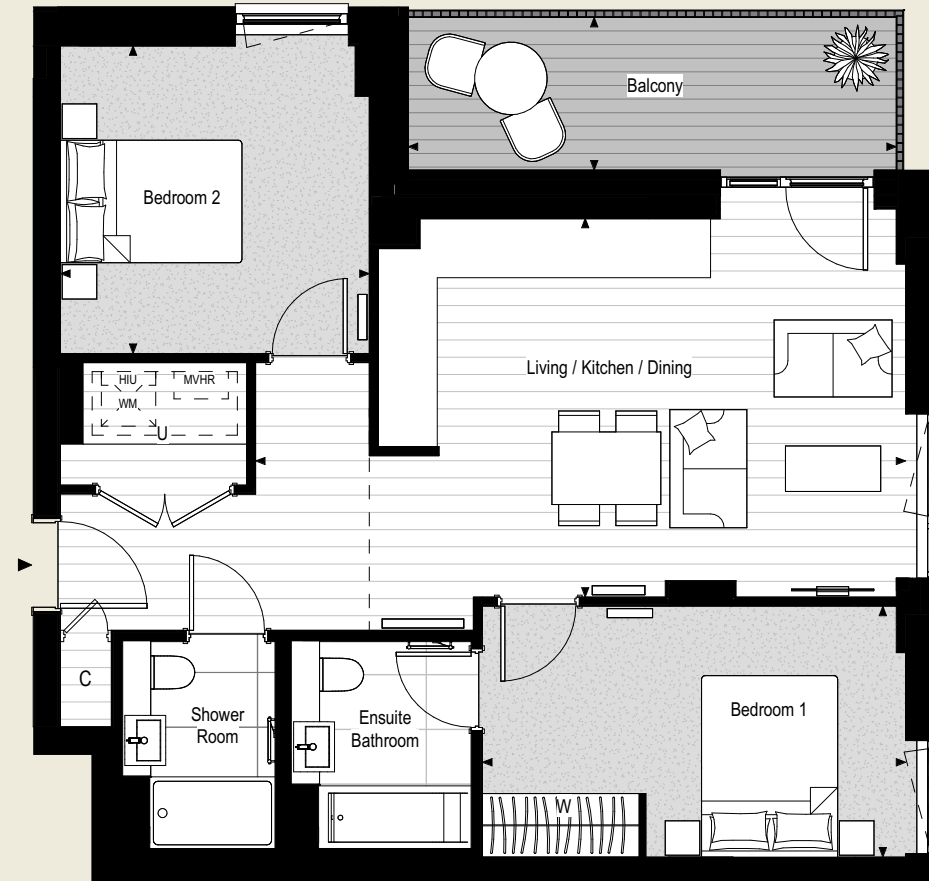 Balcony
Bedroom 2
Living / Kitchen / Dining
HIU
MVHR
WM
U
C
Shower
Room
Ensuite
Bathroom
Bedroom 1
W